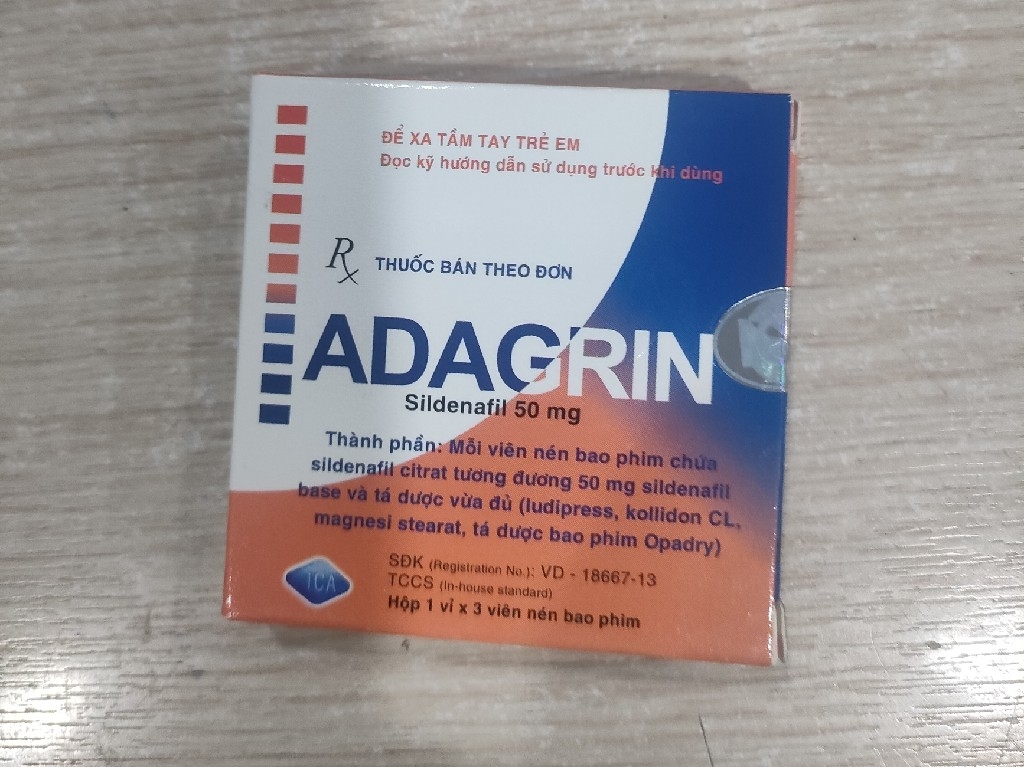 ĐỂ XA TẦM TAY TRẺ EM
Đọc kỹ hướng dẫn sử dụng trước khi dùng
Rx THUỐC BÁN THEO ĐƠN
ADAGRIN
Sildenafil 50 mg
Thành phần: Mỗi viên nén bao phim chứa
sildenafil citrat tương đương 50 mg sildenafil
base và tá dược vừa đủ (ludipress, kollidon CL,
magnesi stearat, tá dược bao phim Opadry)
SĐK (Registration No.): VD - 18667-13
TCCS (In-house standard)
Hộp 1 vỉ x 3 viên nén bao phim
ICA